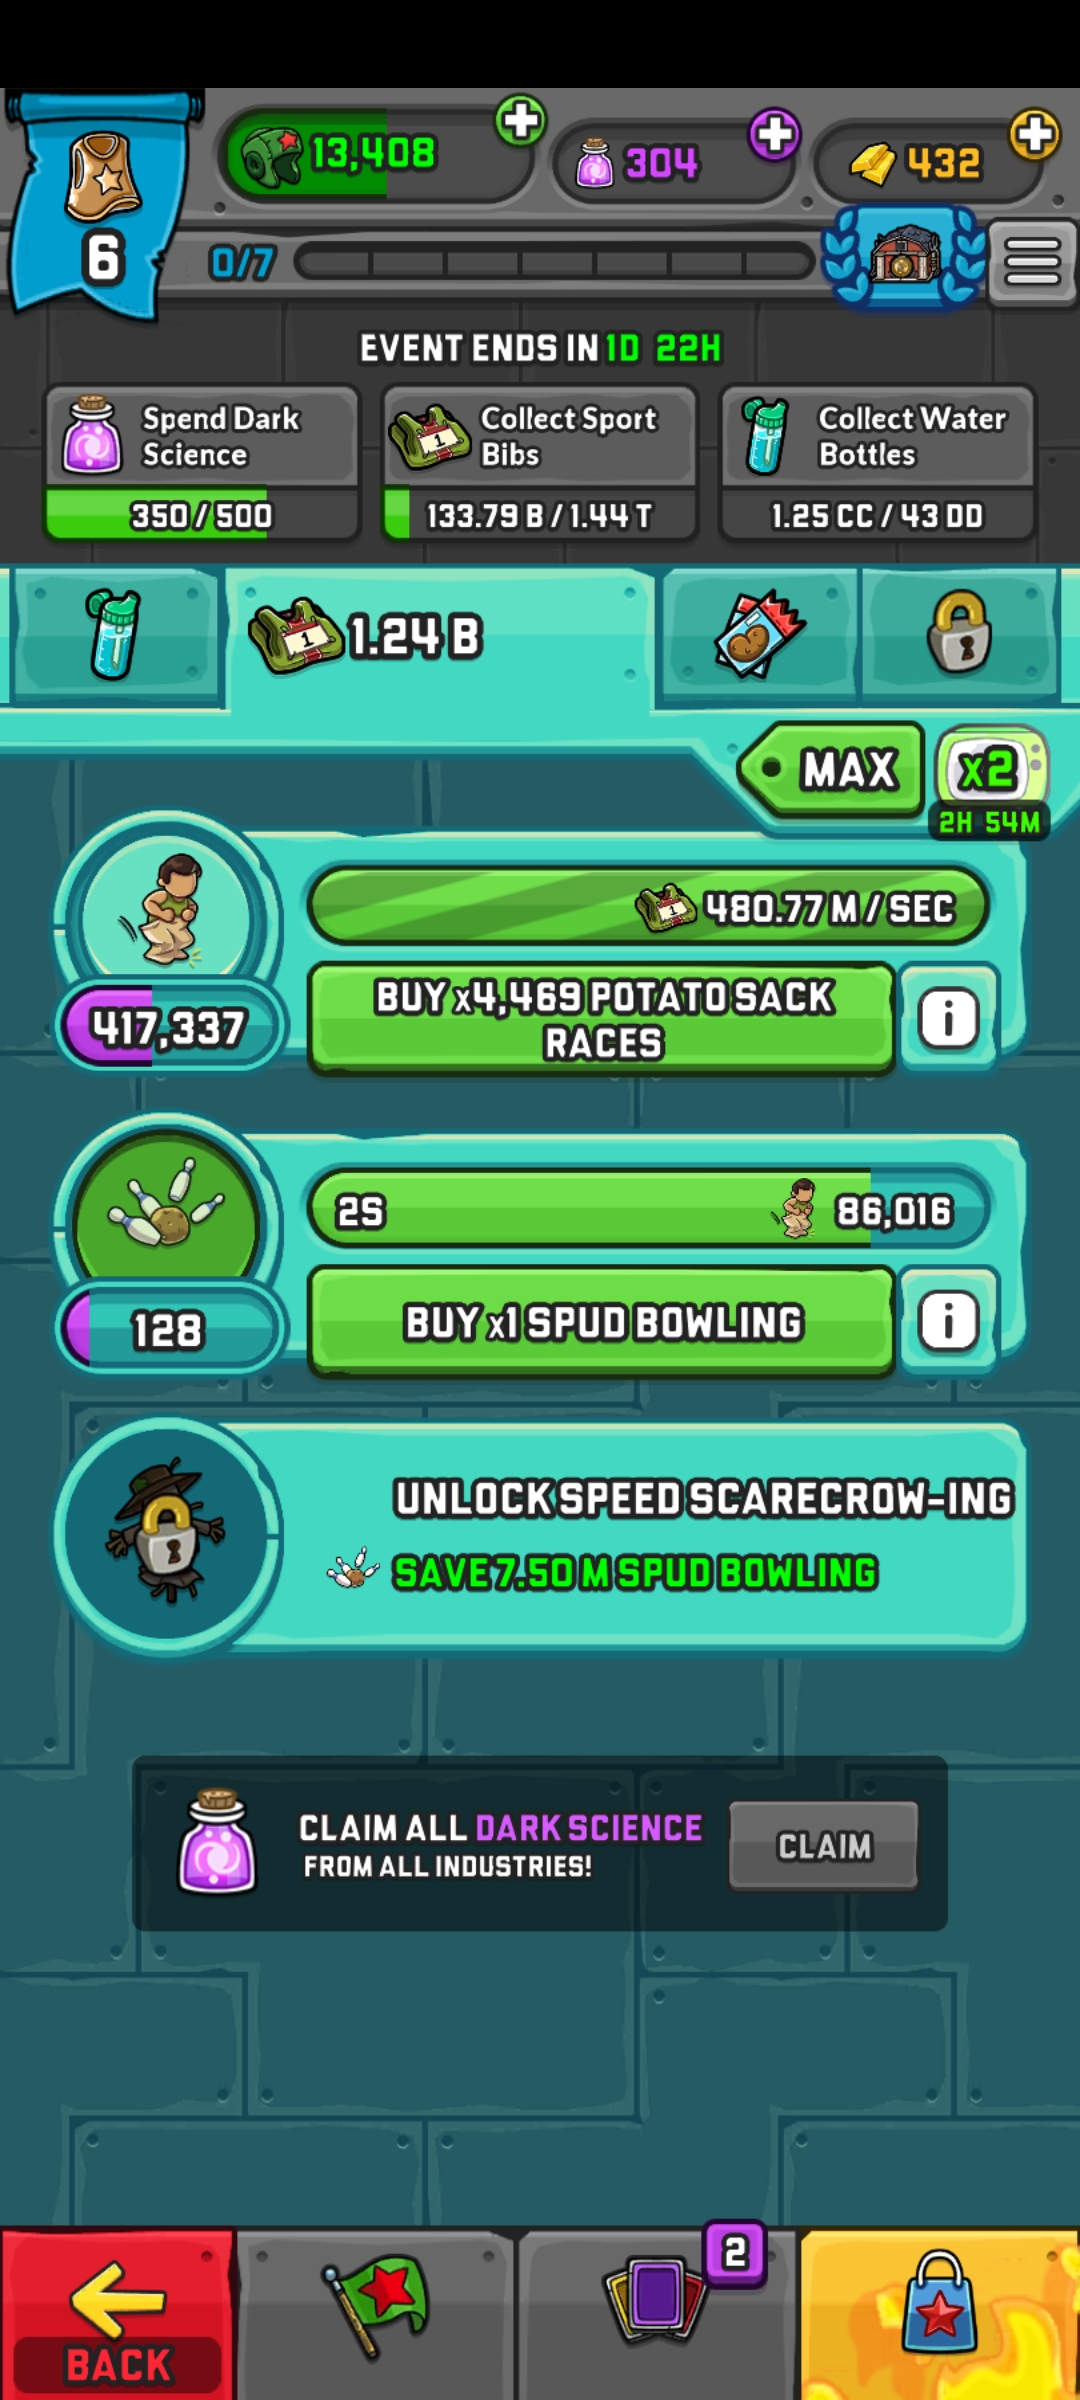 13,408
304
432
6
0/7
EVENT ENDS IN 1D 22H
Spend Dark
Science
350/500
Collect Sport
Bibs
133.79 B/1.44 T
Collect Water
Bottles
1.25 CC/43 DD
1
1.24 B
MAX
x2
2H 54M
1
480.77 M/SEC
417,337
BUY x4,469 POTATO SACK
RACES
i
2S
86,016
128
BUY x1 SPUD BOWLING
i
UNLOCK SPEED SCARECROW-ING
SAVE 7.50 M SPUD BOWLING
CLAIM ALL DARK SCIENCE
FROM ALL INDUSTRIES!
CLAIM
2
BACK